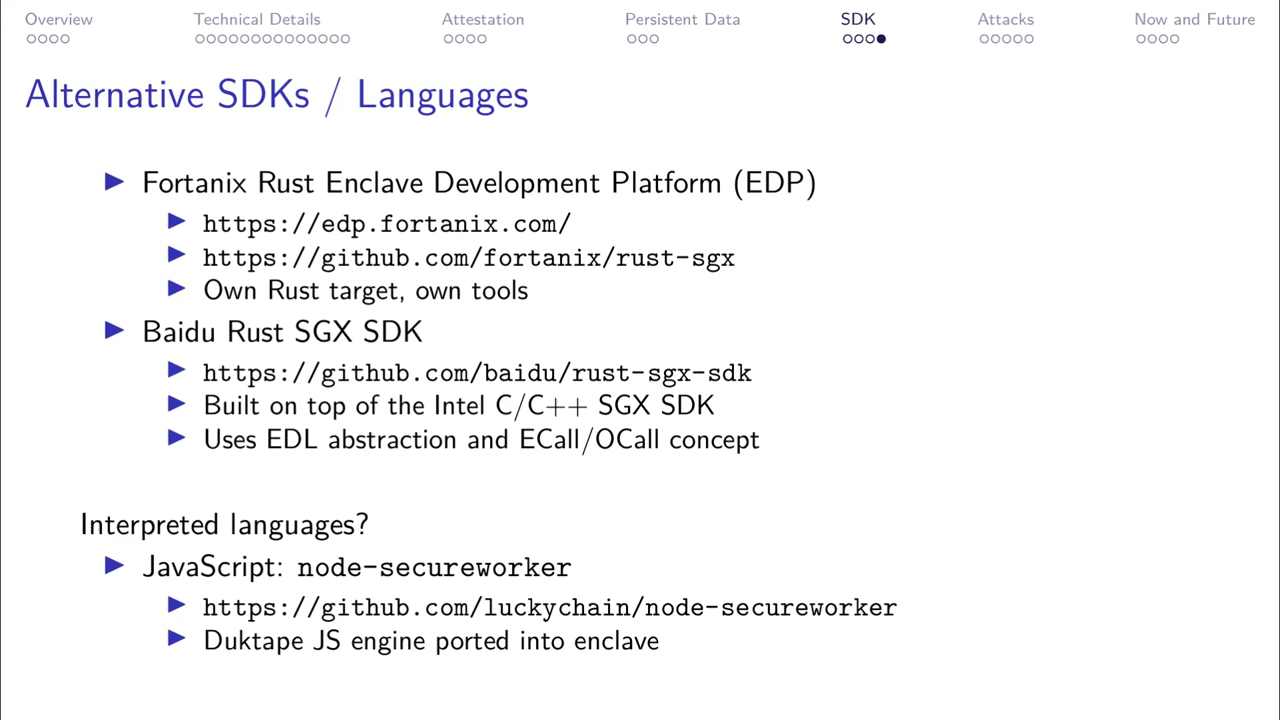 Overview Technical Details Attestation Persistent Data SDK Attacks Now and Future
Alternative SDKs / Languages
Fortanix Rust Enclave Development Platform (EDP)
https://edp.fortanix.com/
https://github.com/fortanix/rust-sgx
Own Rust target, own tools
Baidu Rust SGX SDK
https://github.com/baidu/rust-sgx-sdk
Built on top of the Intel C/C++ SGX SDK
Uses EDL abstraction and ECall/OCall concept
Interpreted languages?
JavaScript: node-secureworker
https://github.com/luckychain/node-secureworker
Duktape JS engine ported into enclave